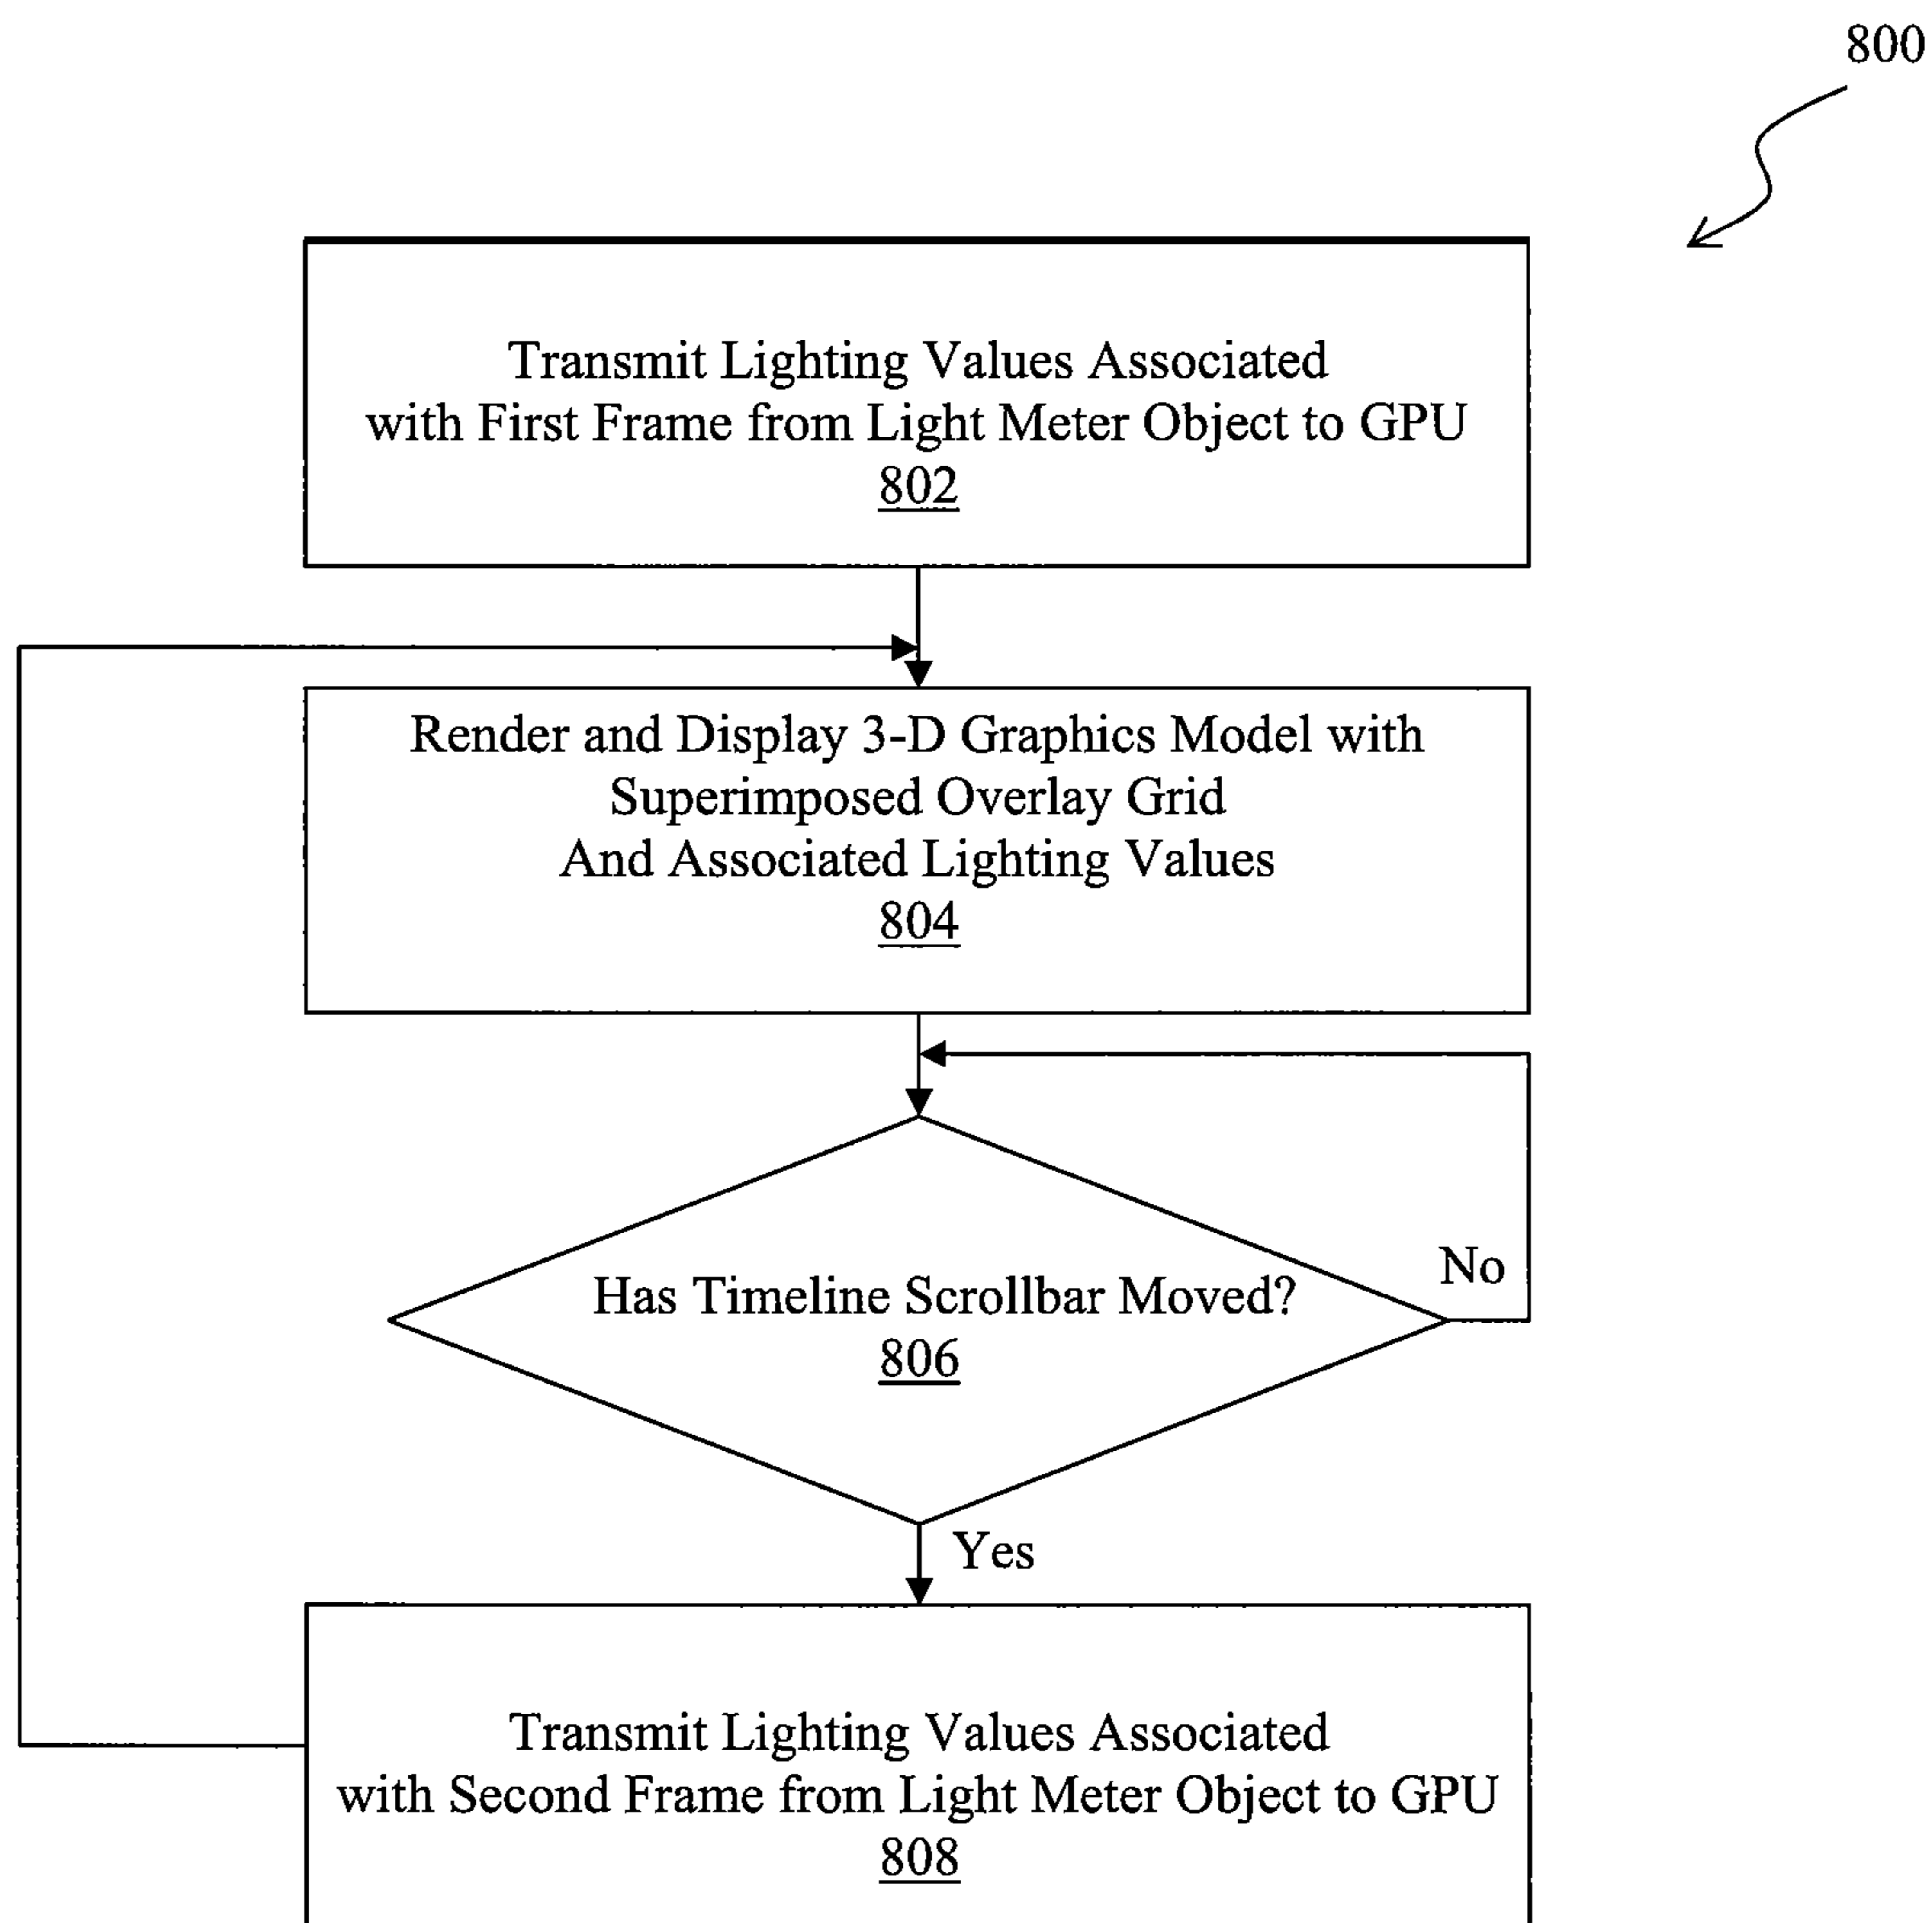 800
Transmit Lighting Values Associated
with First Frame from Light Meter Object to GPU
802
Render and Display 3-D Graphics Model with
Superimposed Overlay Grid
And Associated Lighting Values
804
Has Timeline Scrollbar Moved?
806
No
Yes
Transmit Lighting Values Associated
with Second Frame from Light Meter Object to GPU
808